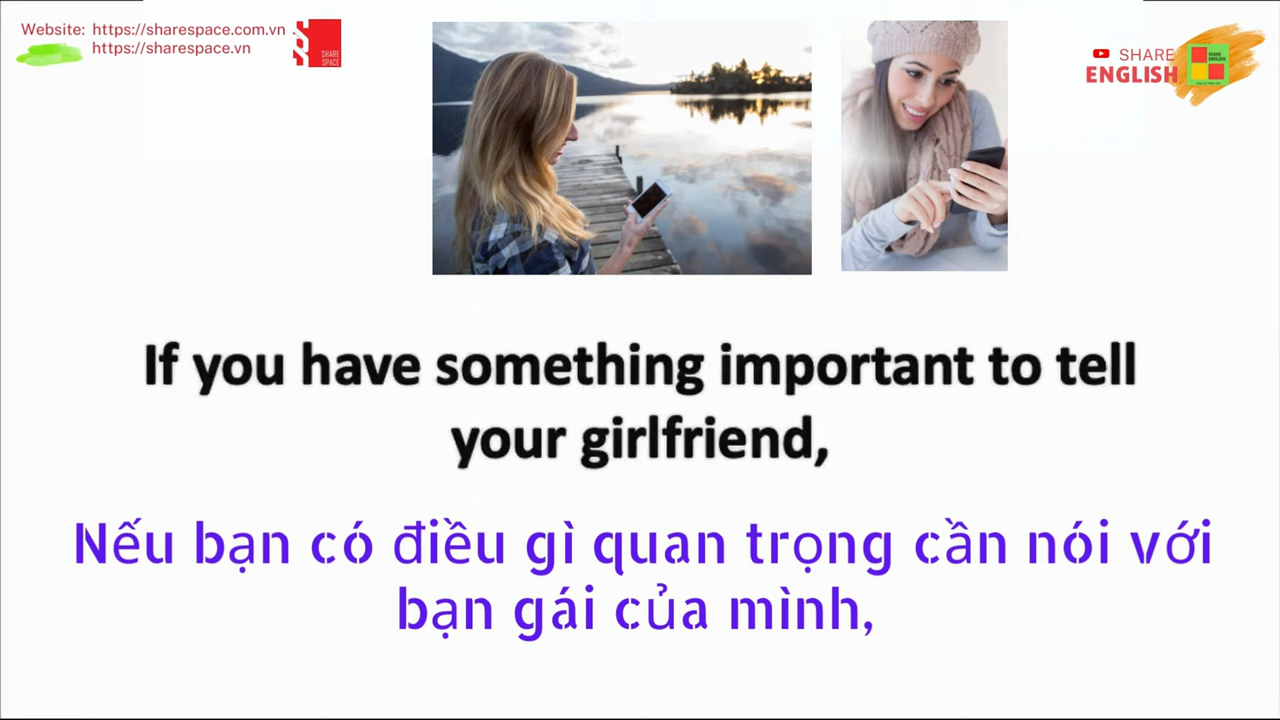 Website: https://sharespace.com.vn
https://sharespace.vn
SHARE
SPACE
SHARE
ENGLISH
If you have something important to tell
your girlfriend,
Nếu bạn có điều gì quan trọng cần nói với
bạn gái của mình,